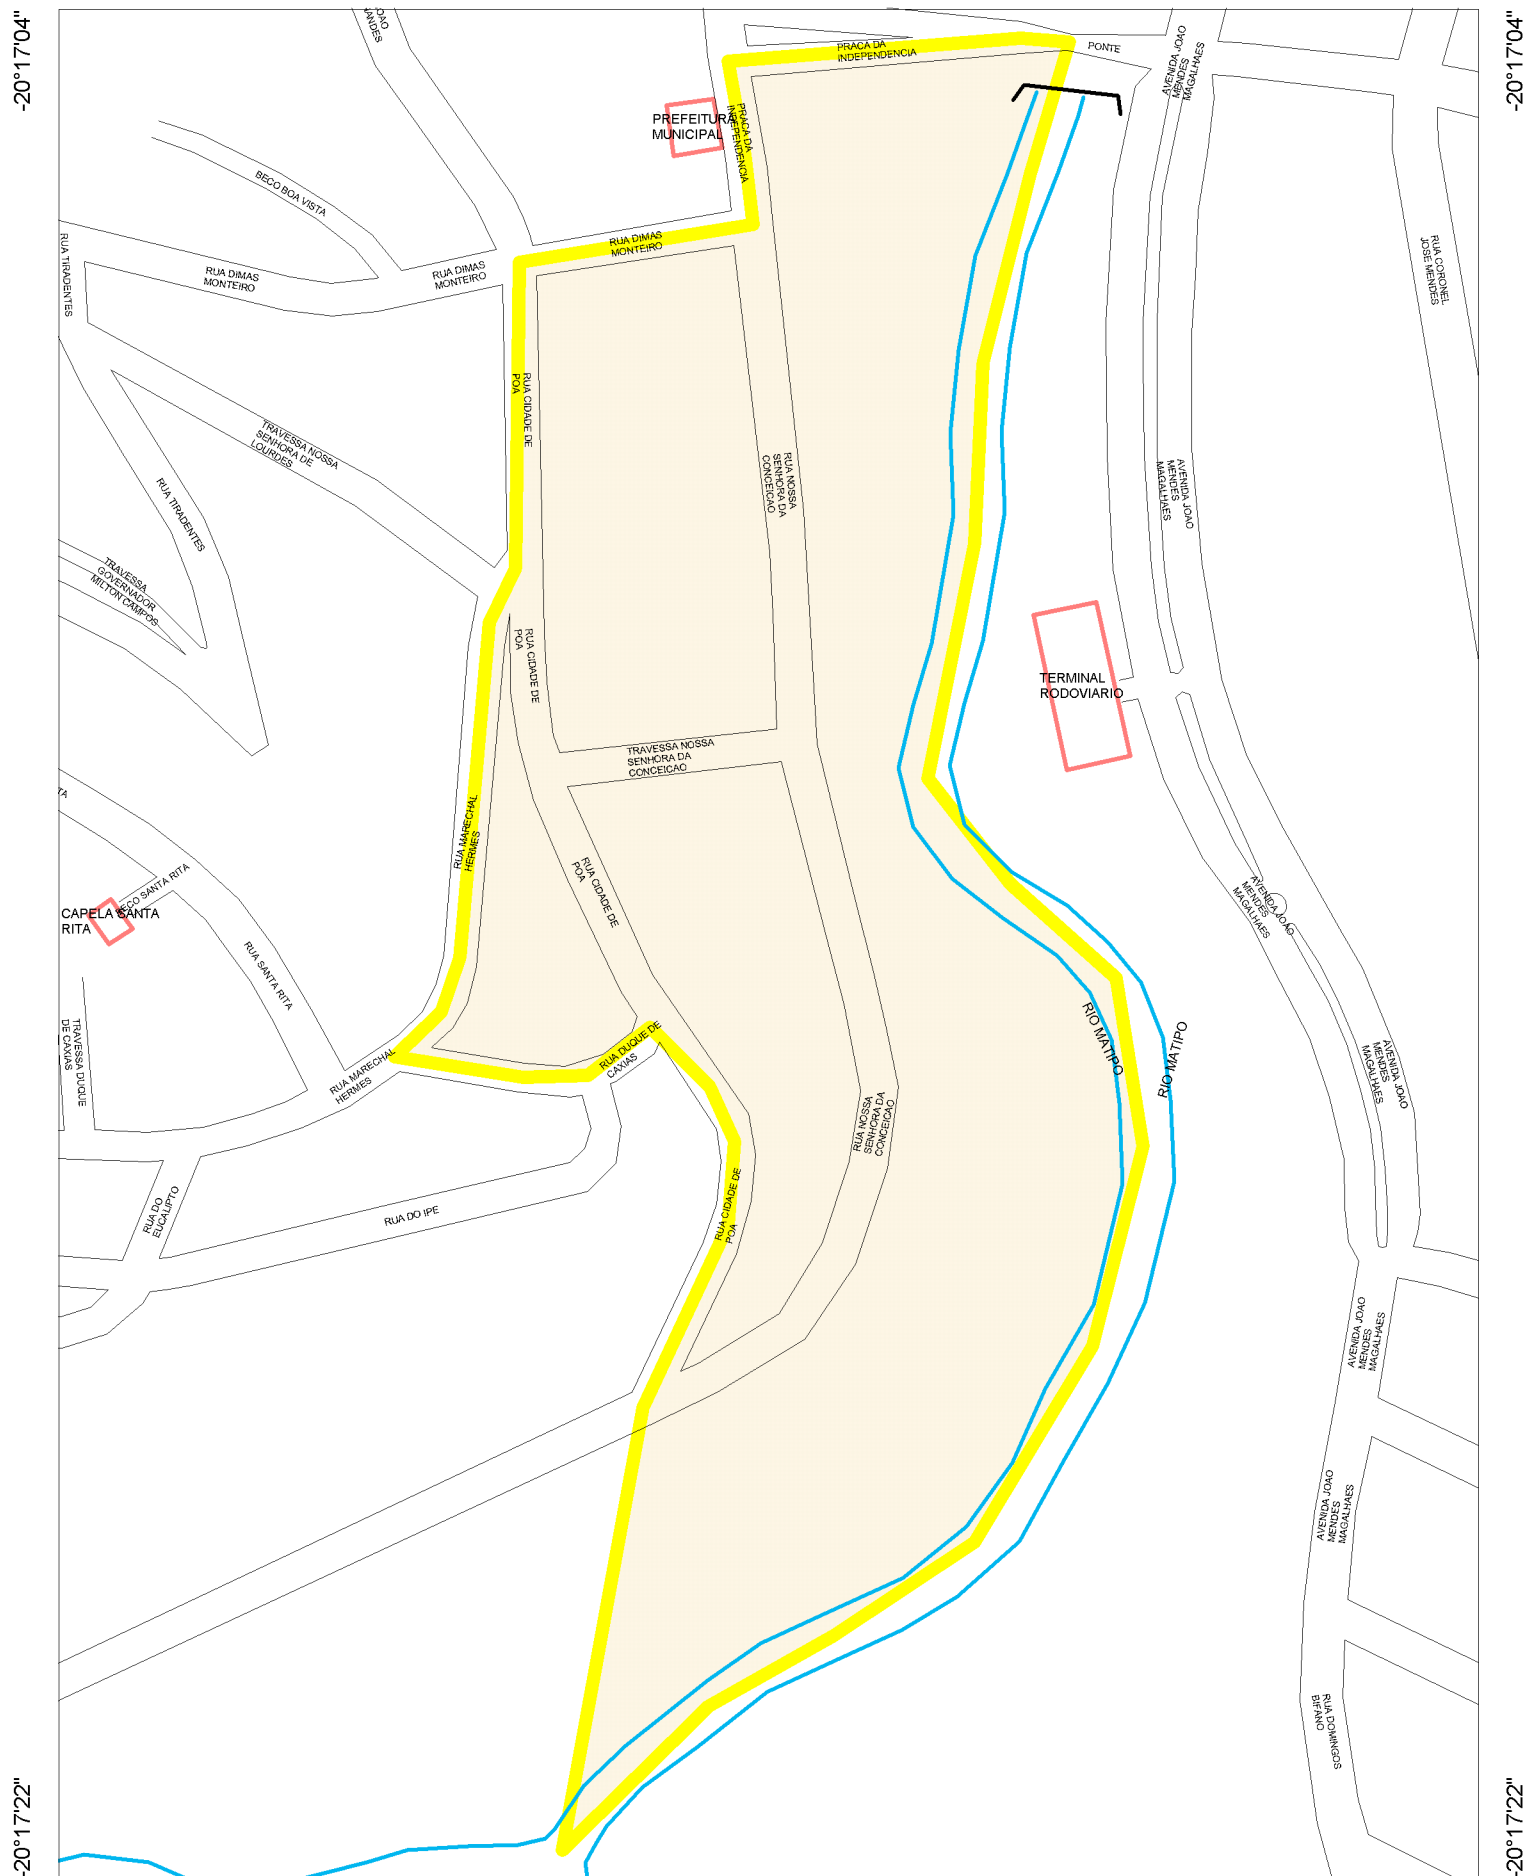 -20°17'04"
-20°17'04"
OAO
ANDES
PRACA DA
INDEPENDENCIA
PONTE
AVENIDA JOAO
MENDES
MAGALHAES
PREFEITURA
MUNICIPAL
PRACA DA
INDEPENDENCIA
BECO BOA VISTA
RUA TIRADENTES
RUA DIMAS
MONTEIRO
RUA DIMAS
MONTEIRO
RUA DIMAS
MONTEIRO
RUA CORONEL
JOSE MENDES
RUA CIDADE DE
POA
TRAVESSA NOSSA
SENHORA DE
LOURDES
RUA TIRADENTES
RUA NOSSA
SENHORA DA
CONCEICAO
AVENIDA JOAO
MENDES
MAGALHAES
TRAVESSA
GOVERNADOR
MILTON CAMPOS
RUA CIDADE DE
POA
TERMINAL
RODOVIARIO
TRAVESSA NOSSA
SENHORA DA
CONCEICAO
TA
RUA MARECHAL
HERMES
BECO SANTA RITA
CAPELA SANTA
RITA
RUA CIDADE DE
POA
AVENIDA JOAO
MENDES
MAGALHAES
RUA SANTA RITA
RIO MATIPO
RIO MATIPO
TRAVESSA DUQUE
DE CAXIAS
RUA MARECHAL
HERMES
RUA DUQUE DE
CAXIAS
AVENIDA JOAO
MENDES
MAGALHAES
RUA NOSSA
SENHORA DA
CONCEICAO
RUA DO
EUCALIPTO
RUA DO IPE
RUA CIDADE DE
POA
AVENIDA JOAO
MENDES
MAGALHAES
AVENIDA JOAO
MENDES
MAGALHAES
RUA DOMINGOS
BIFANO
-20°17'22"
-20°17'22"